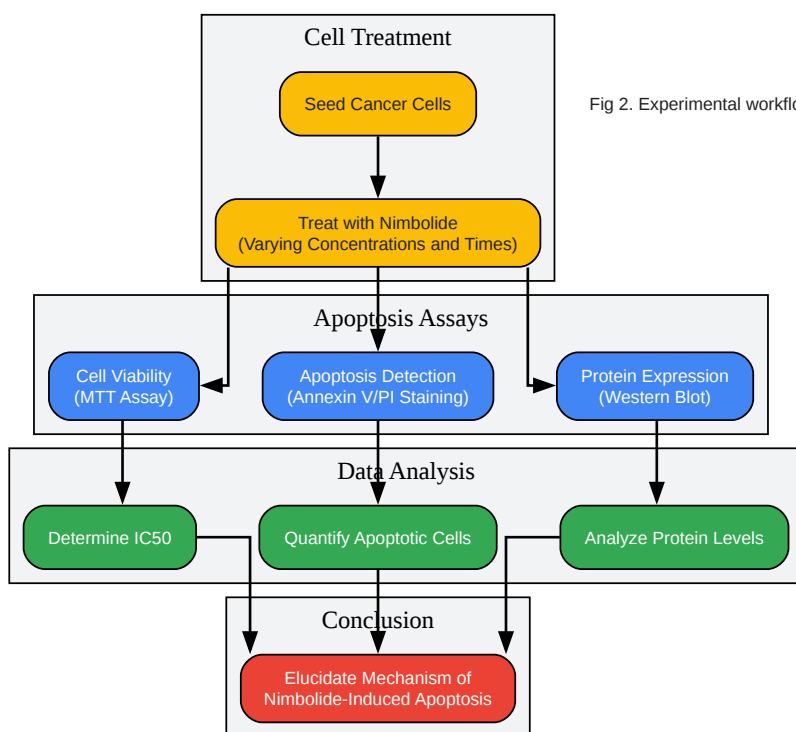 Cell Treatment
Seed Cancer Cells
Fig 2. Experimental
Treat with Nimbolide
(Varying Concentrations and Times)
Apoptosis Assays
Cell Viability
(MTT Assay)
Apoptosis Detection
(Annexin V/PI Staining)
Protein Expression
(Western Blot)
Data Analysis
Determine IC50
Quantify Apoptotic Cells
Analyze Protein Levels
Conclusion
Elucidate Mechanism of
Nimbolide-Induced Apoptosis